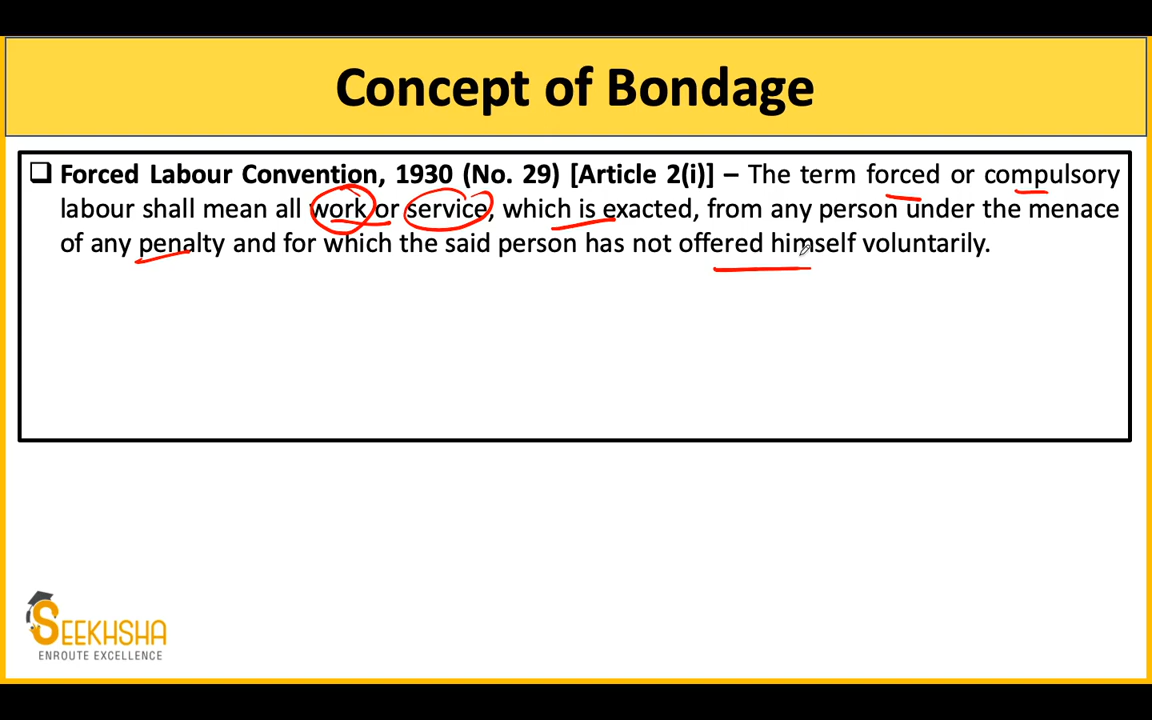 Concept of Bondage
❑ Forced Labour Convention, 1930 (No. 29) [Article 2(i)] – The term forced or compulsory
labour shall mean all work or service, which is exacted, from any person under the menace
of any penalty and for which the said person has not offered himself voluntarily.
SEEKHSHA
ENROUTE EXCELLENCE